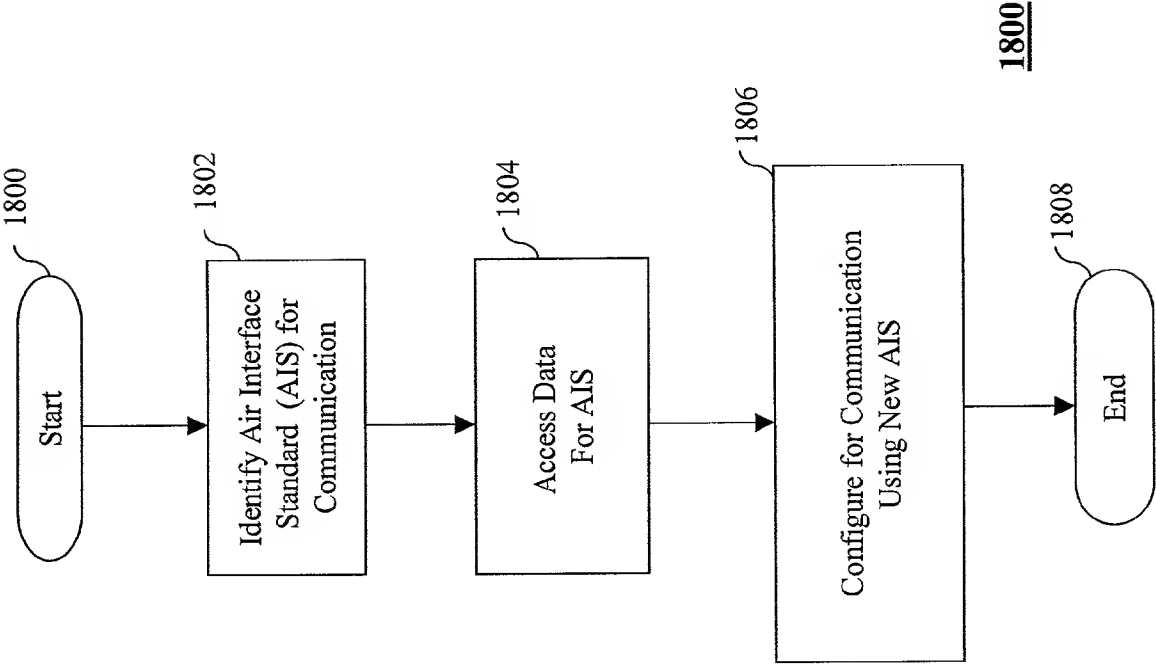 1800
Start
1802
Identify Air Interface
Standard (AIS) for
Communication
1804
Access Data
For AIS
1806
Configure for Communication
Using New AIS
1808
End
1800